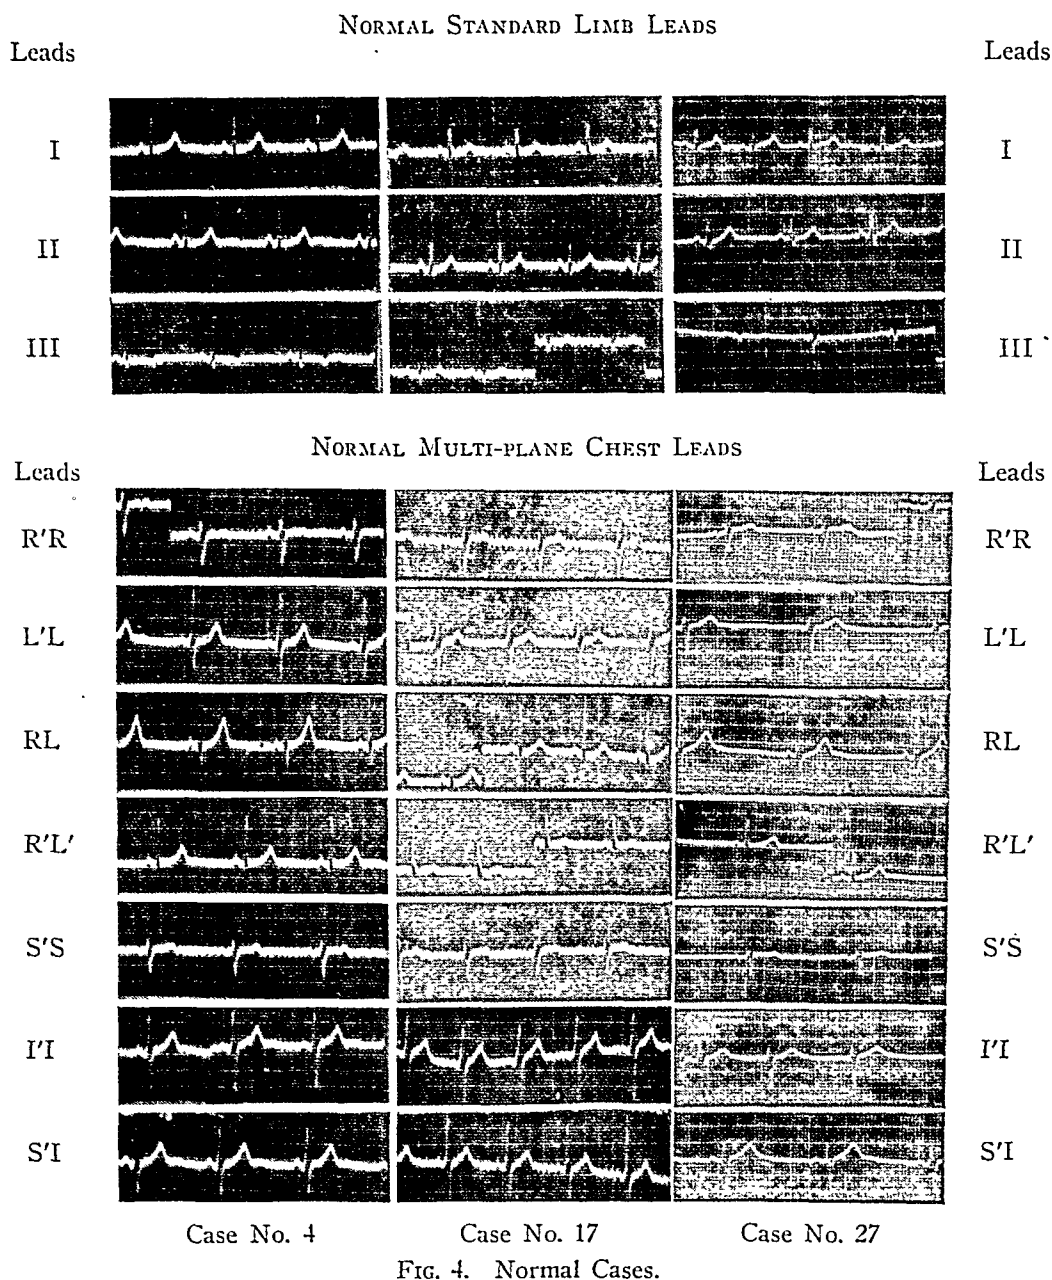 NORMAL STANDARD LIMB LEADS
Leads Leads
I I
II II
III III
NORMAL MULTI-PLANE CHEST LEADS
Leads Leads
R'R R'R
L'L L'L
RL RL
R'L' R'L'
S'S S'S
I'I I'I
S'I S'I
Case No. 4 Case No. 17 Case No. 27
FIG. 4. Normal Cases.